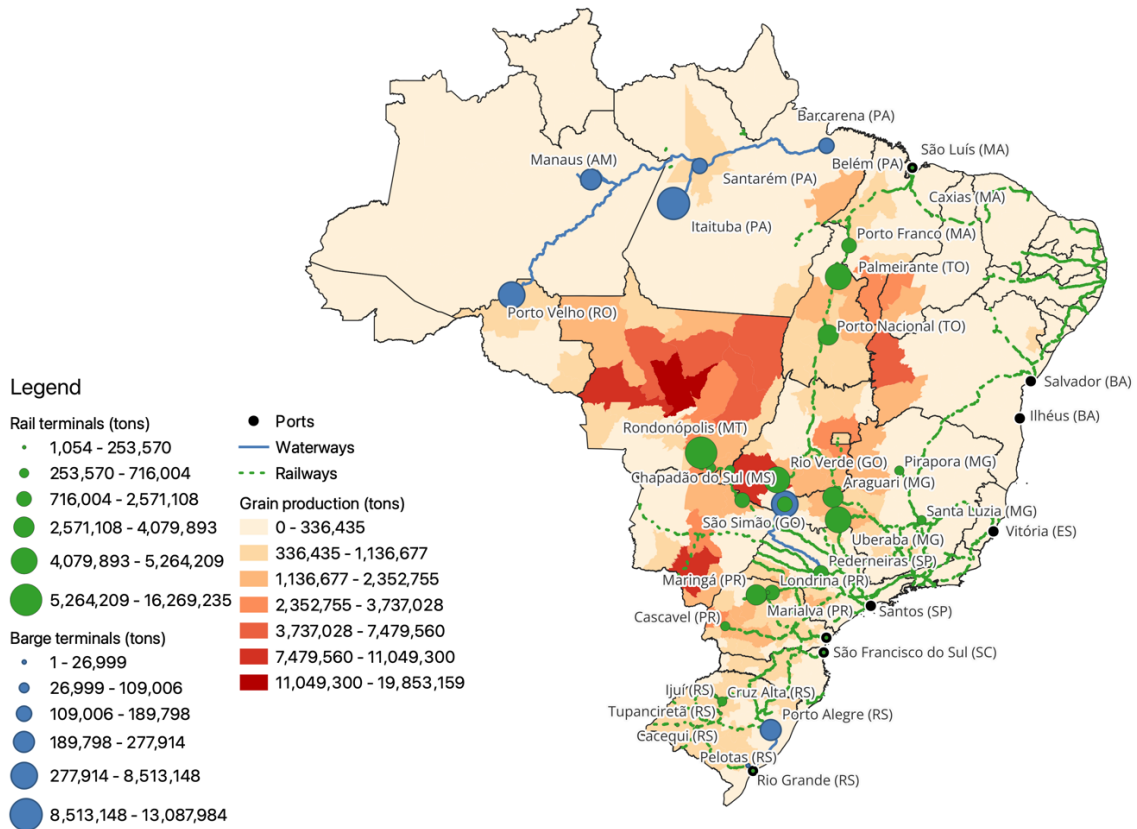 Barcarena (PA)
São Luís (MA)
Manaus (AM)
Belém (PA)
Santarém (PA)
Caxias (MA)
Itaituba (PA)
Porto Franco (MA)
Palmeirante (TO)
Porto Velho (RO)
Porto Nacional (TO)
Salvador (BA)
Ilhéus (BA)
Rondonópolis (MT)
Rio Verde (GO)
Pirapora (MG)
Chapadão do Sul (MS)
Araguari (MG)
São Simão (GO)
Santa Luzia (MG)
Vitória (ES)
Uberaba (MG)
Pederneiras (SP)
Maringá (PR)
Londrina (PR)
Marialva (PR)
Santos (SP)
Cascavel (PR)
São Francisco do Sul (SC)
Ijuí (RS)
Cruz Alta (RS)
Tupanciretã (RS)
Porto Alegre (RS)
Cacequi (RS)
Pelotas (RS)
Rio Grande (RS)
Legend
Rail terminals (tons)
1,054 - 253,570
253,570 - 716,004
716,004 - 2,571,108
2,571,108 - 4,079,893
4,079,893 - 5,264,209
5,264,209 - 16,269,235
Barge terminals (tons)
1 - 26,999
26,999 - 109,006
109,006 - 189,798
189,798 - 277,914
277,914 - 8,513,148
8,513,148 - 13,087,984
Ports
Waterways
Railways
Grain production (tons)
0 - 336,435
336,435 - 1,136,677
1,136,677 - 2,352,755
2,352,755 - 3,737,028
3,737,028 - 7,479,560
7,479,560 - 11,049,300
11,049,300 - 19,853,159